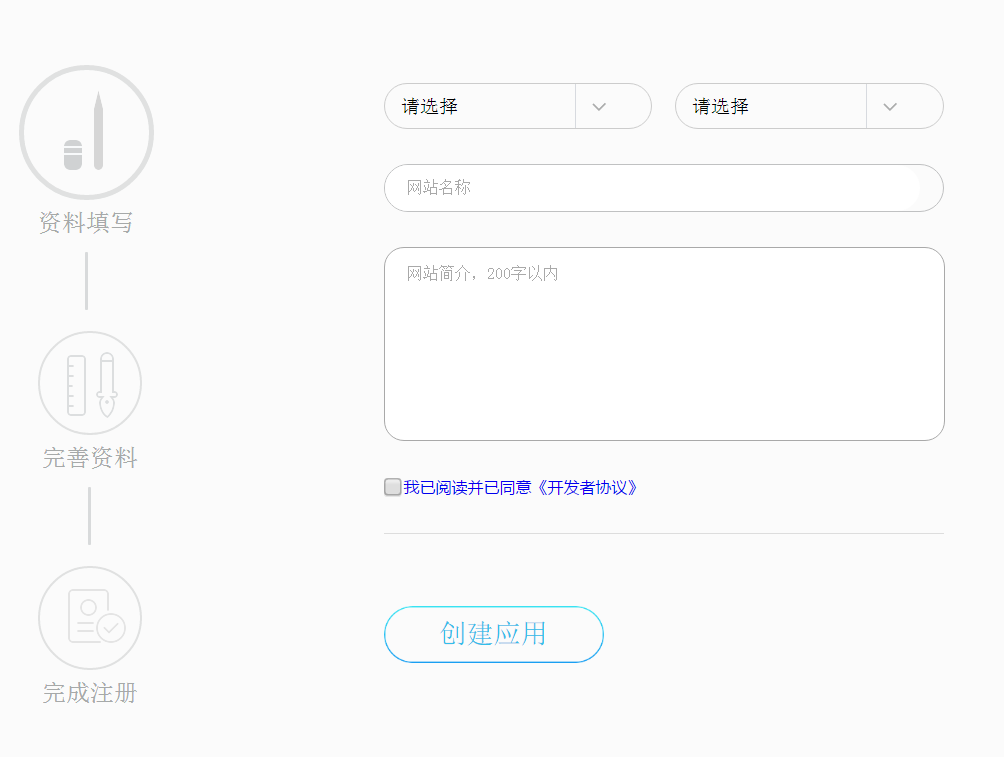 资料填写
完善资料
完成注册
请选择
请选择
网站名称
网站简介，200字以内
我已阅读并已同意《开发者协议》
创建应用